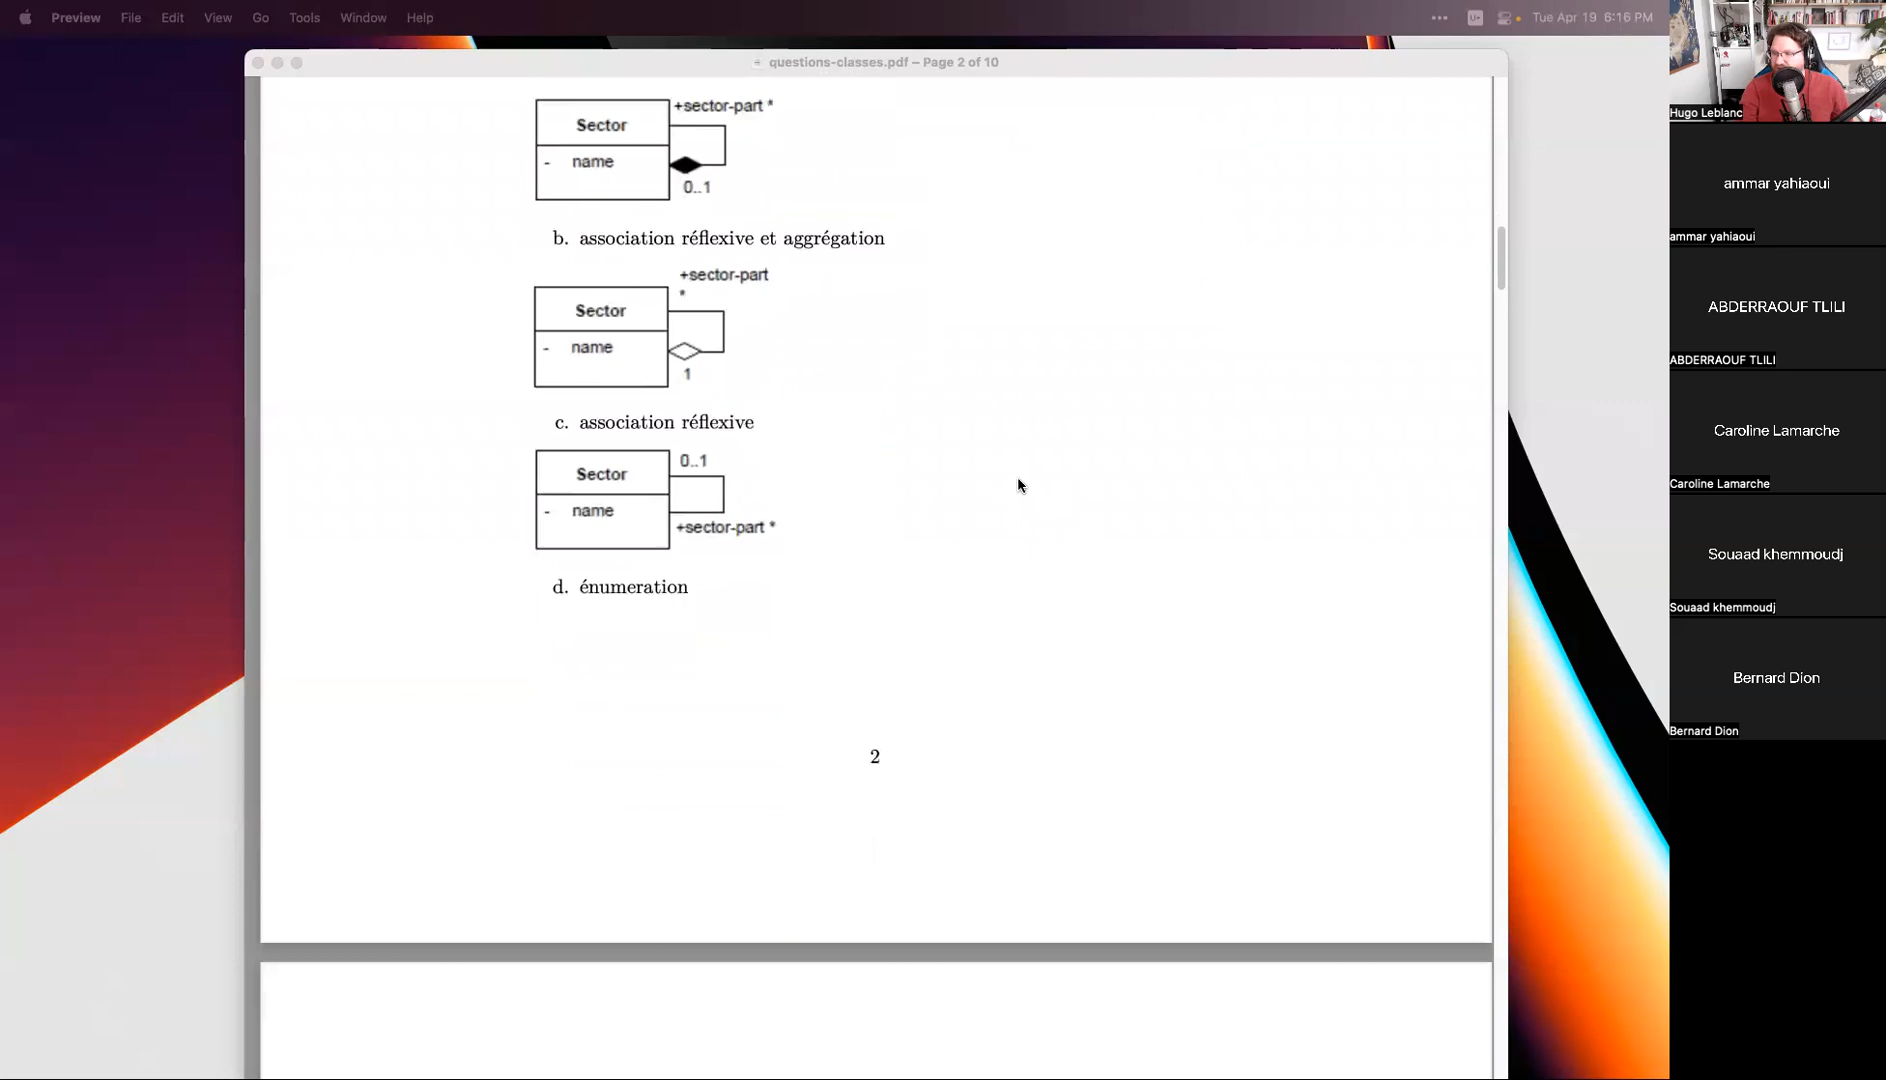 Preview File Edit View Go Tools Window Help
Tue Apr 19 6:16 PM
questions-classes.pdf – Page 2 of 10
+sector-part *
Sector
- name
0..1
b. association réflexive et aggrégation
+sector-part
*
Sector
- name
1
c. association réflexive
0..1
Sector
- name
+sector-part *
d. énumeration
2
Hugo Leblanc
ammar yahiaoui
ammar yahiaoui
ABDERRAOUF TLILI
ABDERRAOUF TLILI
Caroline Lamarche
Caroline Lamarche
Souaad khemmoudj
Souaad khemmoudj
Bernard Dion
Bernard Dion